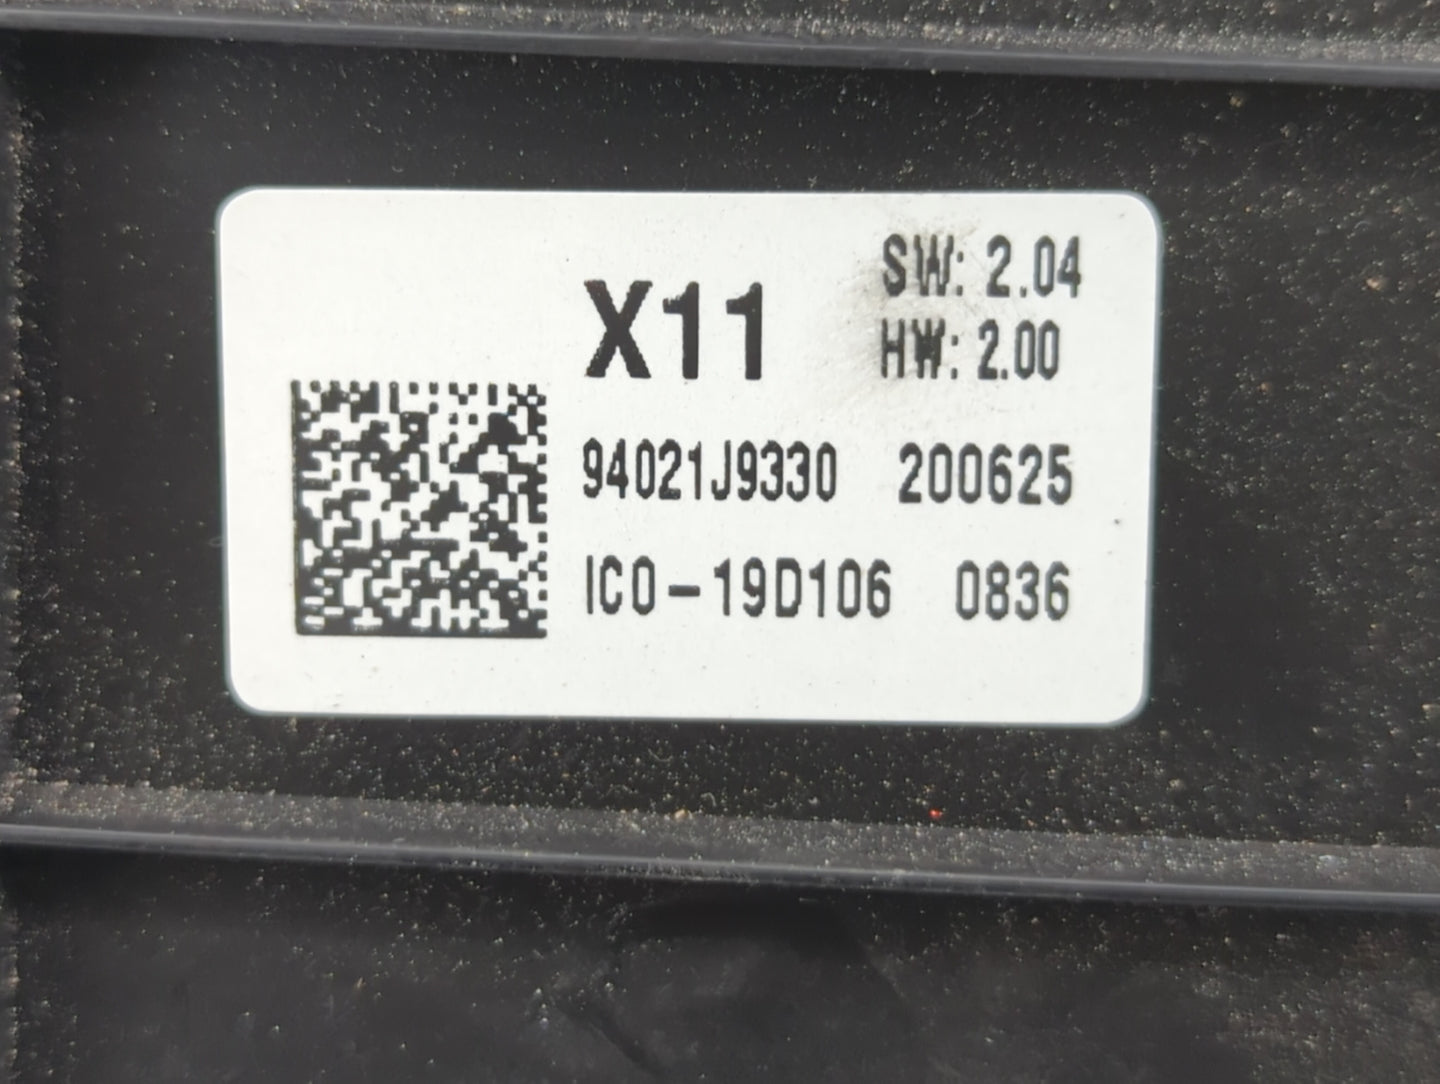 SW: 2.04
X11
HW: 2.00
94021J9330 200625
IC0-19D106 0836